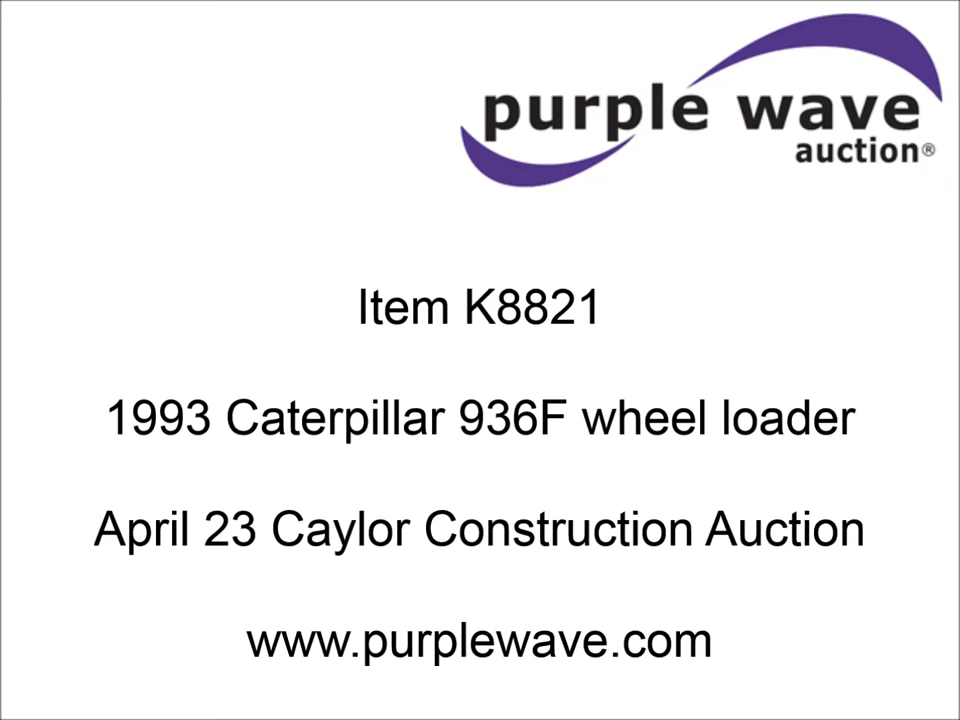 purple wave
auction®
Item K8821
1993 Caterpillar 936F wheel loader
April 23 Caylor Construction Auction
www.purplewave.com